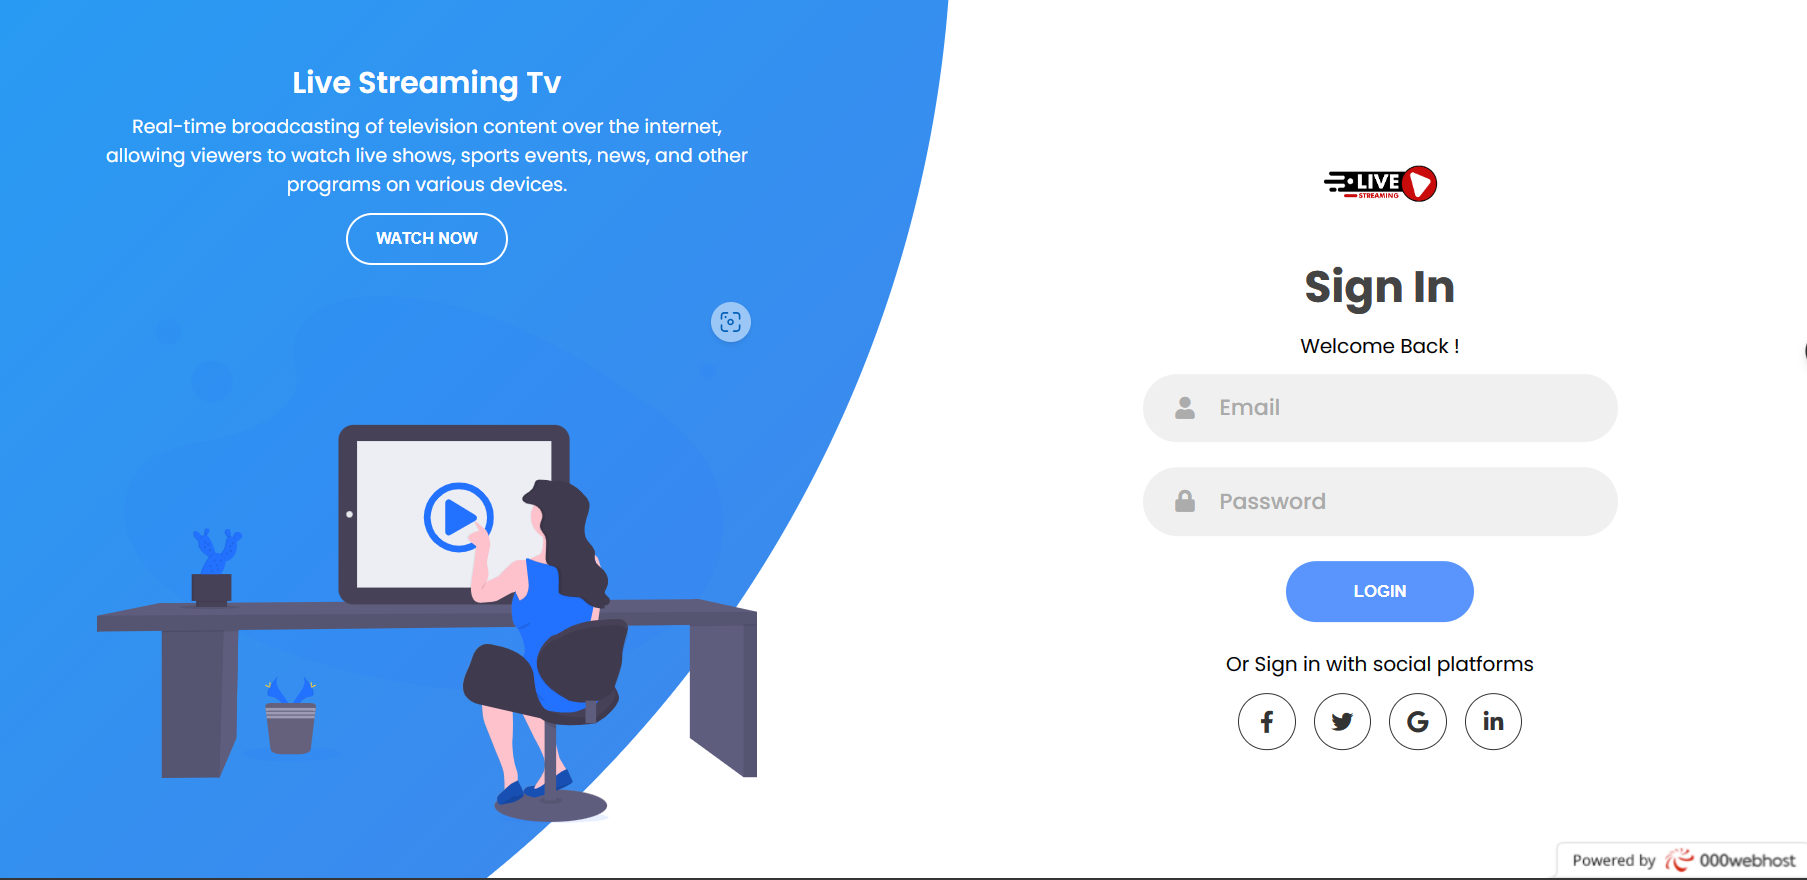 Live Streaming Tv
Real-time broadcasting of television content over the internet,
allowing viewers to watch live shows, sports events, news, and other
programs on various devices.
WATCH NOW
LIVE
STREAMING
Sign In
Welcome Back !
Email
Password
LOGIN
Or Sign in with social platforms
Powered by 000webhost